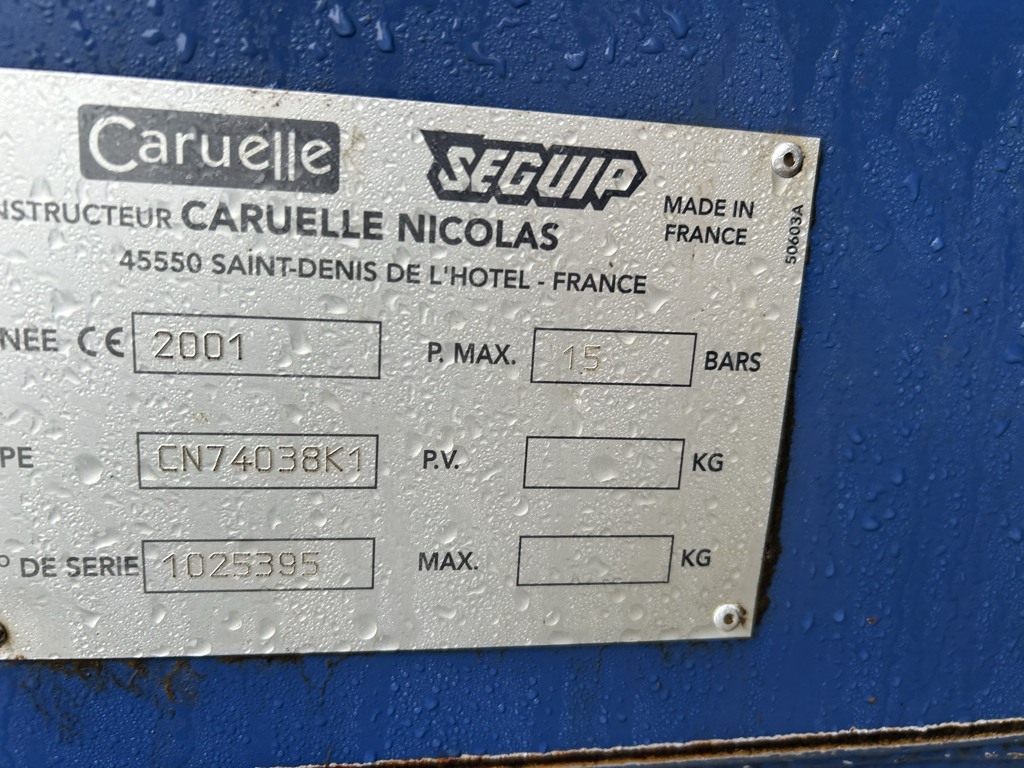 Caruelle SEGUIP
NSTRUCTEUR CARUELLE NICOLAS
MADE IN
FRANCE
50603A
45550 SAINT-DENIS DE L'HOTEL - FRANCE
NEE CE 2001 P. MAX. 15 BARS
PE CN74038K1 P.V. KG
° DE SERIE 1025395 MAX. KG